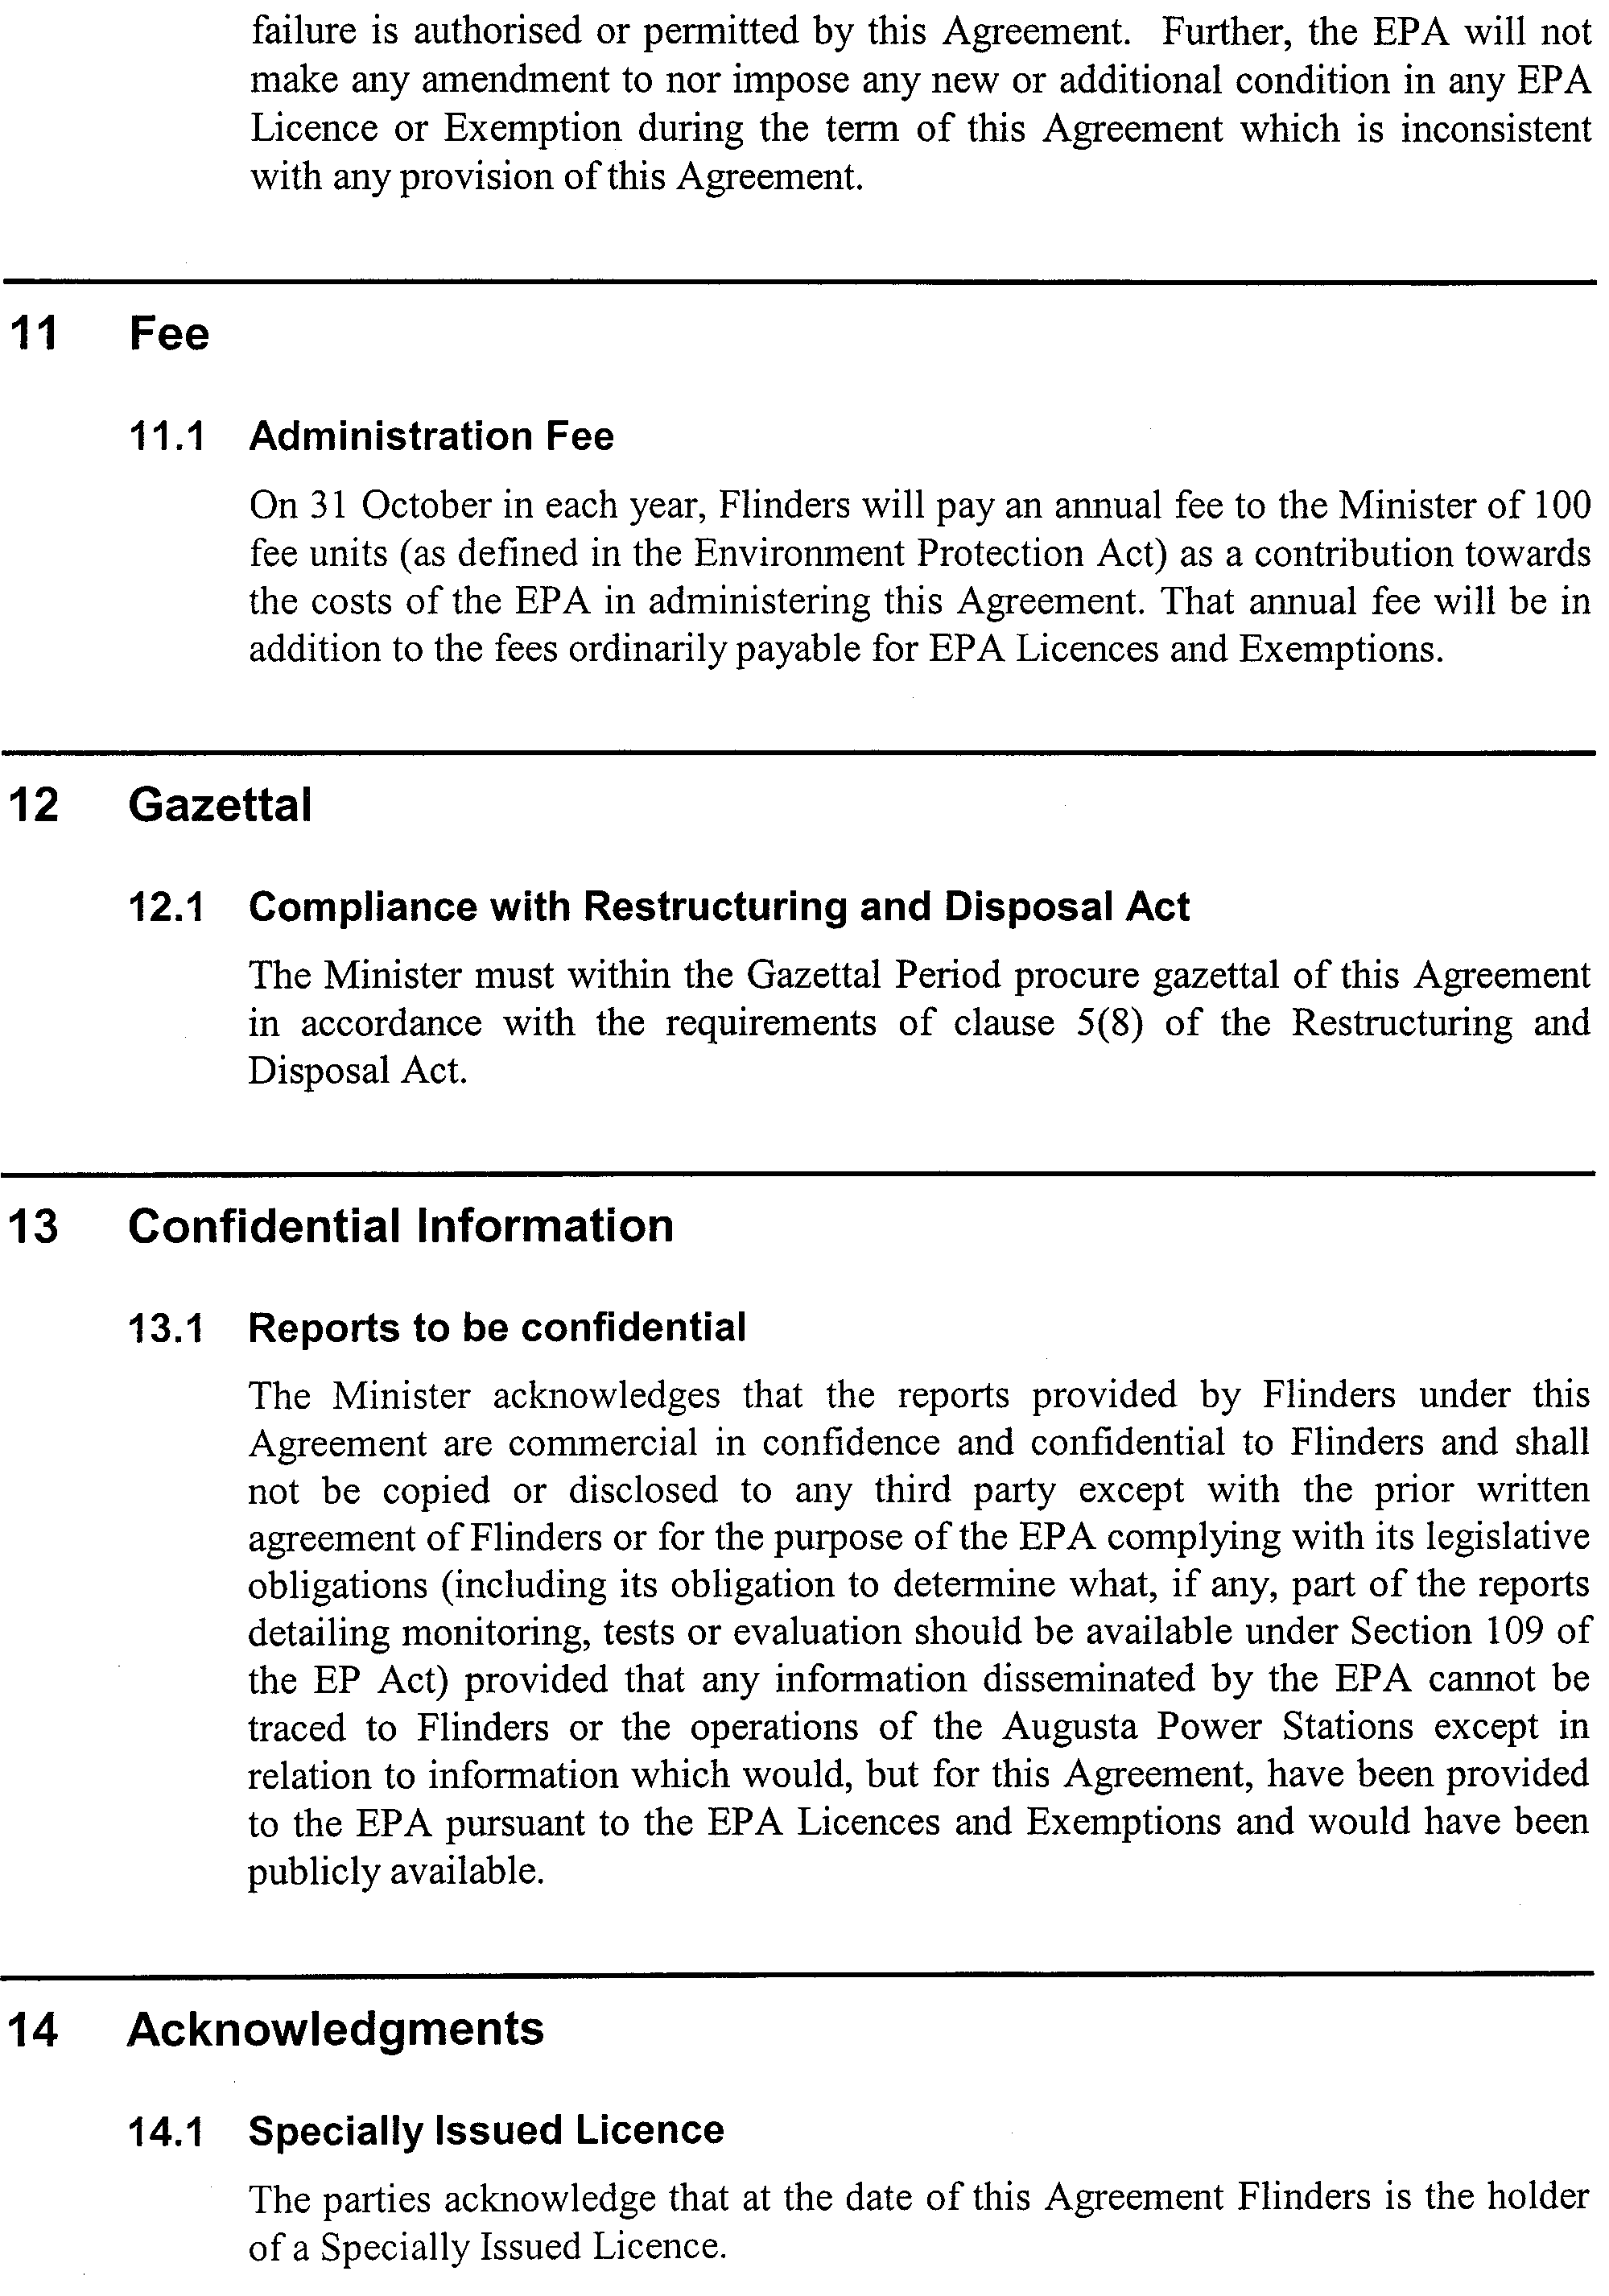 failure is authorised or permitted by this Agreement. Further, the EPA will not
make any amendment to nor impose any new or additional condition in any EPA
Licence or Exemption during the term of this Agreement which is inconsistent
with any provision of this Agreement.
11 Fee
11.1 Administration Fee
On 31 October in each year, Flinders will pay an annual fee to the Minister of 100
fee units (as defined in the Environment Protection Act) as a contribution towards
the costs of the EPA in administering this Agreement. That annual fee will be in
addition to the fees ordinarily payable for EPA Licences and Exemptions.
12 Gazettal
12.1 Compliance with Restructuring and Disposal Act
The Minister must within the Gazettal Period procure gazettal of this Agreement
in accordance with the requirements of clause 5(8) of the Restructuring and
Disposal Act.
13 Confidential Information
13.1 Reports to be confidential
The Minister acknowledges that the reports provided by Flinders under this
Agreement are commercial in confidence and confidential to Flinders and shall
not be copied or disclosed to any third party except with the prior written
agreement of Flinders or for the purpose of the EPA complying with its legislative
obligations (including its obligation to determine what, if any, part of the reports
detailing monitoring, tests or evaluation should be available under Section 109 of
the EP Act) provided that any information disseminated by the EPA cannot be
traced to Flinders or the operations of the Augusta Power Stations except in
relation to information which would, but for this Agreement, have been provided
to the EPA pursuant to the EPA Licences and Exemptions and would have been
publicly available.
14 Acknowledgments
14.1 Specially Issued Licence
The parties acknowledge that at the date of this Agreement Flinders is the holder
of a Specially Issued Licence.